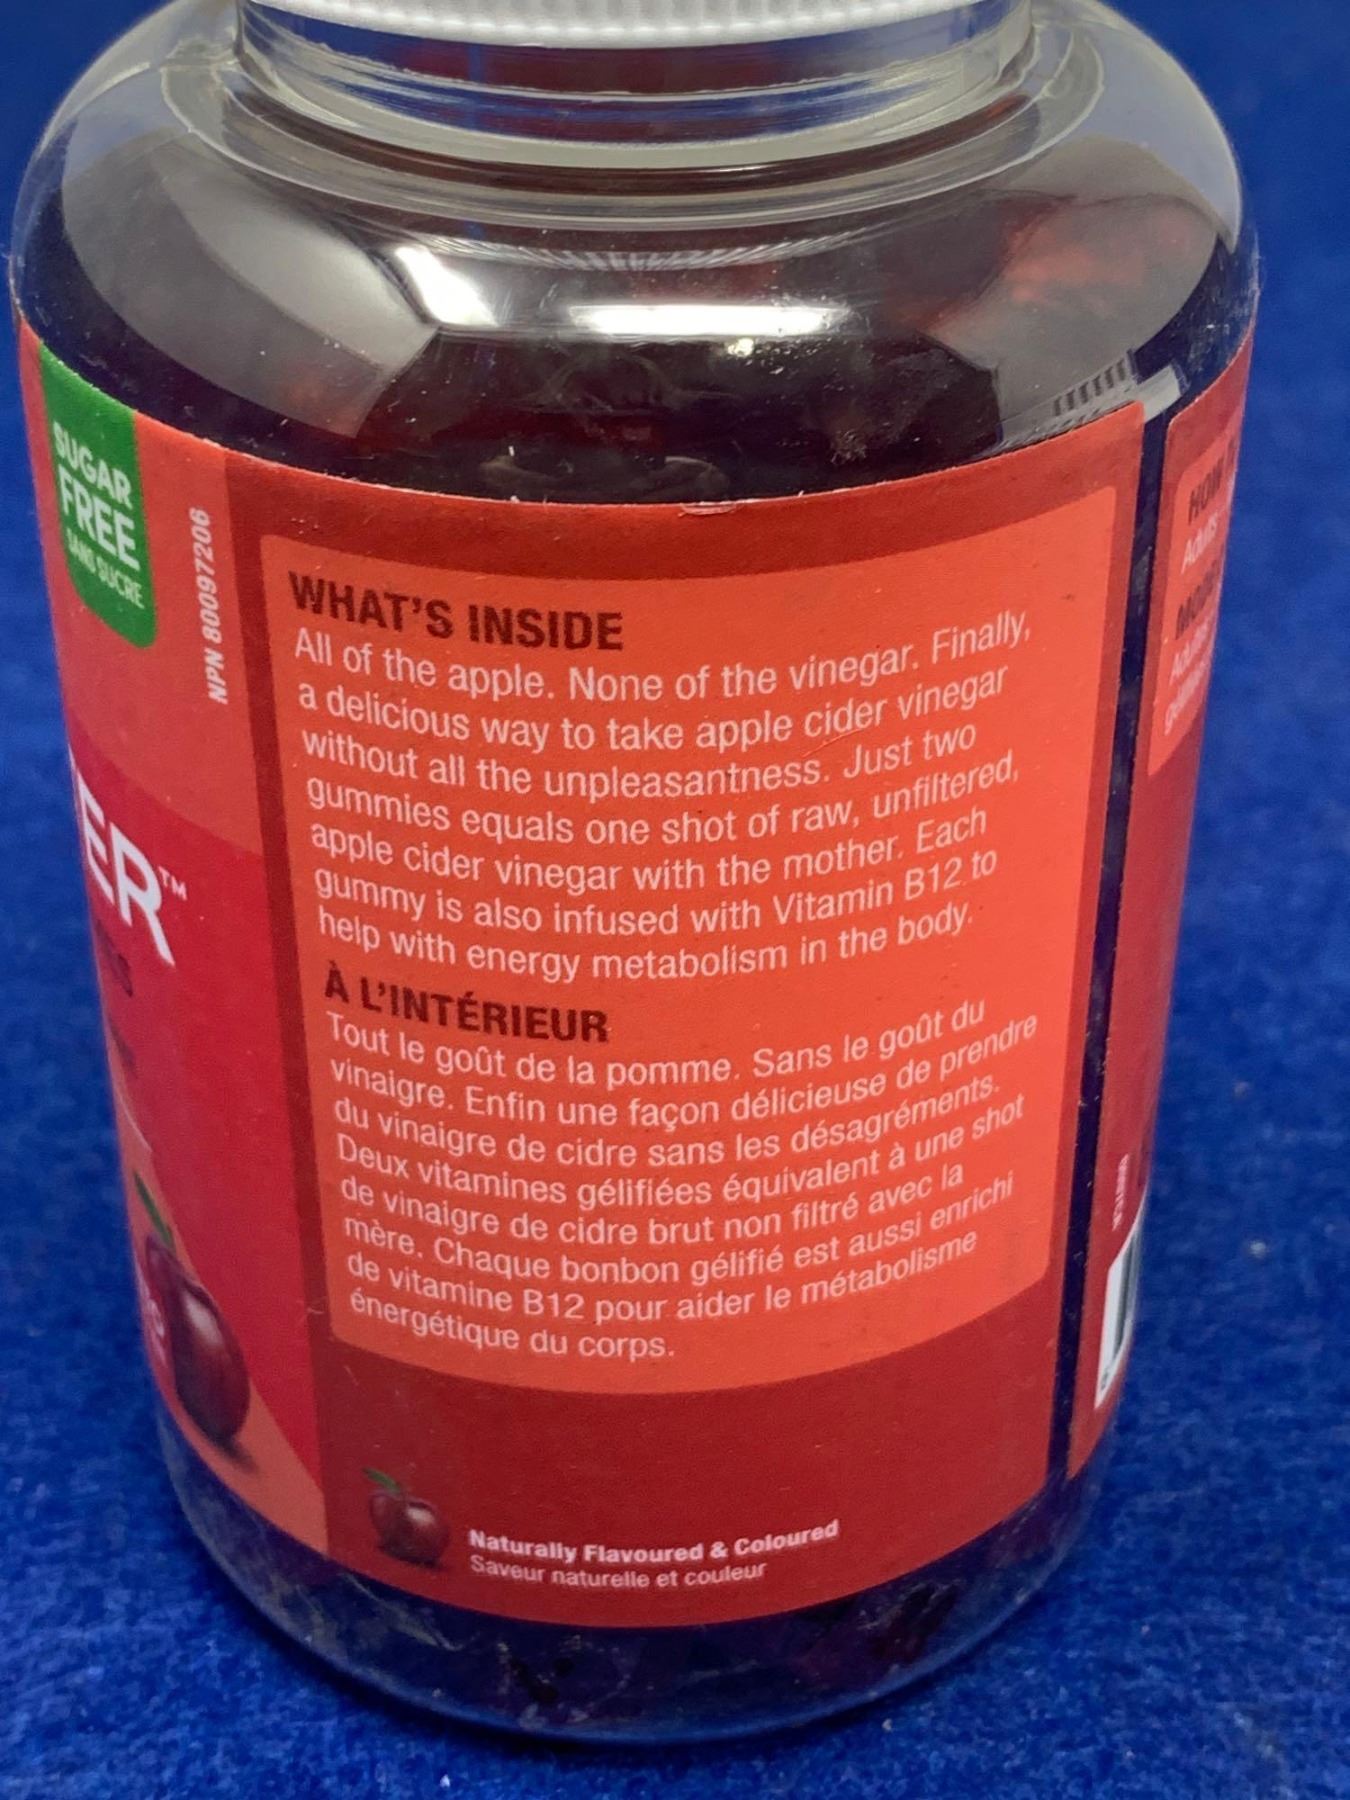 SUGAR
FREE
SANS SUCRE
NPN 80097206
ER™
WHAT'S INSIDE
All of the apple. None of the vinegar. Finally,
a delicious way to take apple cider vinegar
without all the unpleasantness. Just two
gummies equals one shot of raw, unfiltered,
apple cider vinegar with the mother. Each
gummy is also infused with Vitamin B12 to
help with energy metabolism in the body.
À L'INTÉRIEUR
Tout le goût de la pomme. Sans le goût du
vinaigre. Enfin une façon délicieuse de prendre
du vinaigre de cidre sans les désagréments.
Deux vitamines gélifiées équivalent à une shot
de vinaigre de cidre brut non filtré avec la
mère. Chaque bonbon gélifié est aussi enrichi
de vitamine B12 pour aider le métabolisme
énergétique du corps.
Naturally Flavoured & Coloured
Saveur naturelle et couleur
HOW
Adults